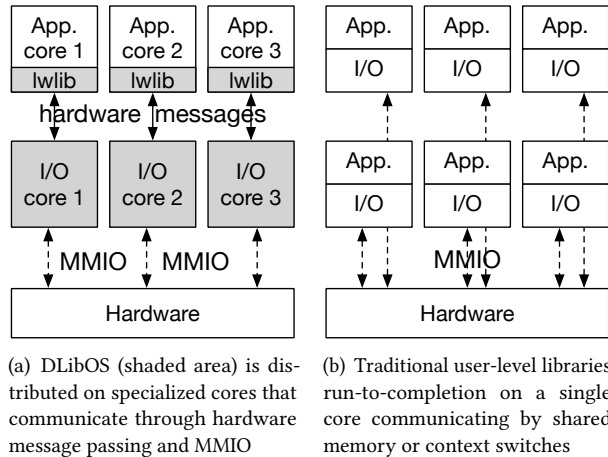 App.
core 1
lwlib
App.
core 2
lwlib
App.
core 3
lwlib
hardware messages
I/O
core 1
I/O
core 2
I/O
core 3
MMIO
MMIO
Hardware
(a) DLibOS (shaded area) is dis-
tributed on specialized cores that
communicate through hardware
message passing and MMIO
App.
I/O
App.
I/O
App.
I/O
App.
I/O
App.
I/O
App.
I/O
MMIO
Hardware
(b) Traditional user-level libraries
run-to-completion on a single
core communicating by shared
memory or context switches